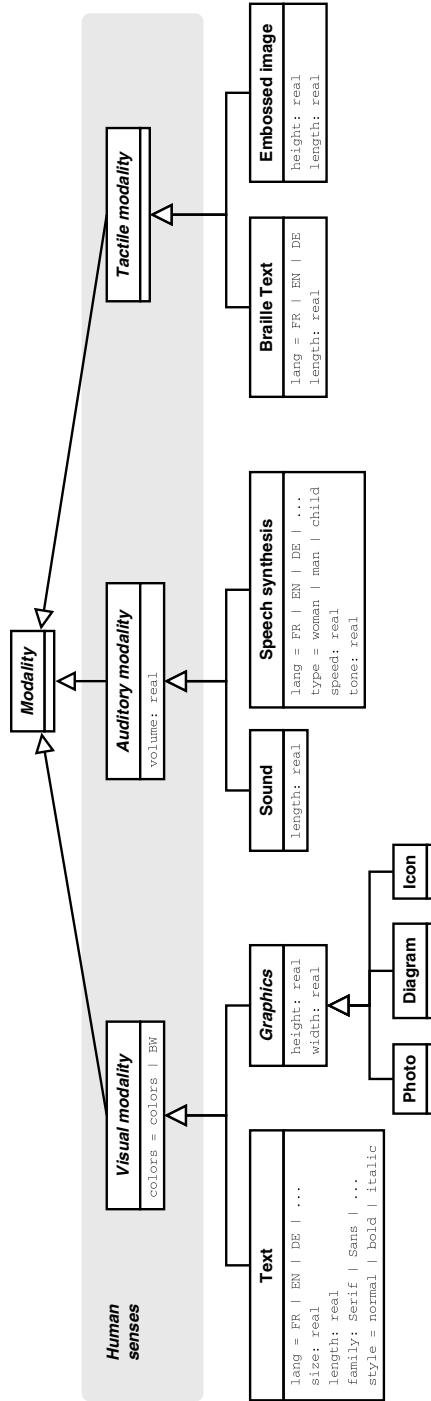 Modality
Human
senses
Visual modality
colors = colors | BW
Auditory modality
volume: real
Tactile modality
Text
lang = FR | EN | DE | ...
size: real
length: real
family: Serif | Sans | ...
style = normal | bold | italic
Graphics
height: real
width: real
Sound
length: real
Speech synthesis
lang = FR | EN | DE | ...
type = woman | man | child
speed: real
tone: real
Braille Text
lang = FR | EN | DE
length: real
Embossed image
height: real
length: real
Photo
Diagram
Icon